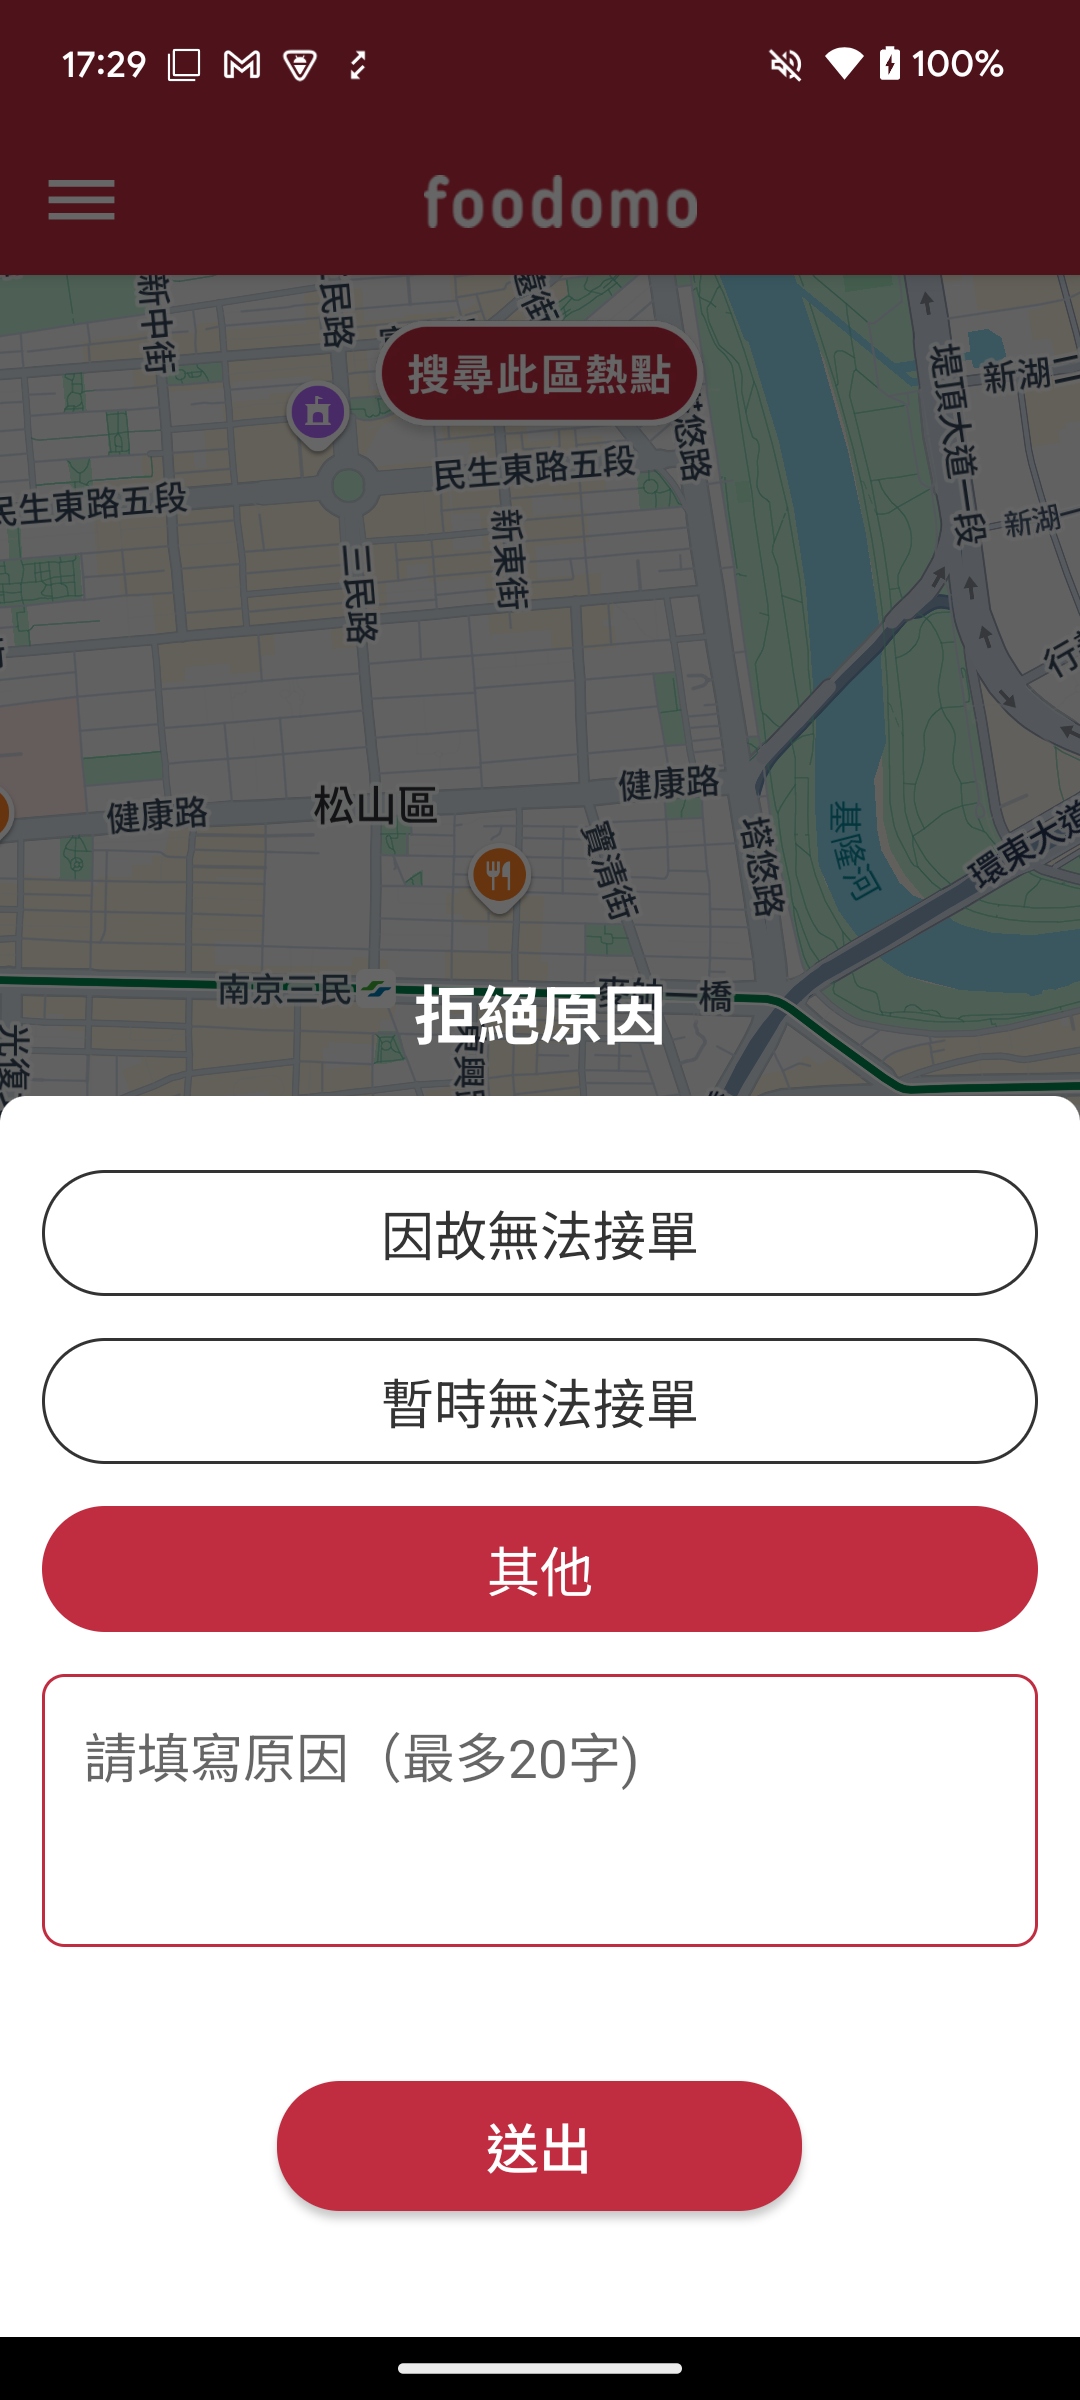 17:29
100%
foodomo
新中街
民路
搜尋此區熱點
堤頂大道一段
新湖二
悠路
民生東路五段
民生東路五段
新東街
新湖一
三民路
健康路
松山區
健康路
寶清街
塔悠路
基隆河
環東大道
南京三民
一橋
拒絕原因
光復
因故無法接單
暫時無法接單
其他
請填寫原因（最多20字)
送出